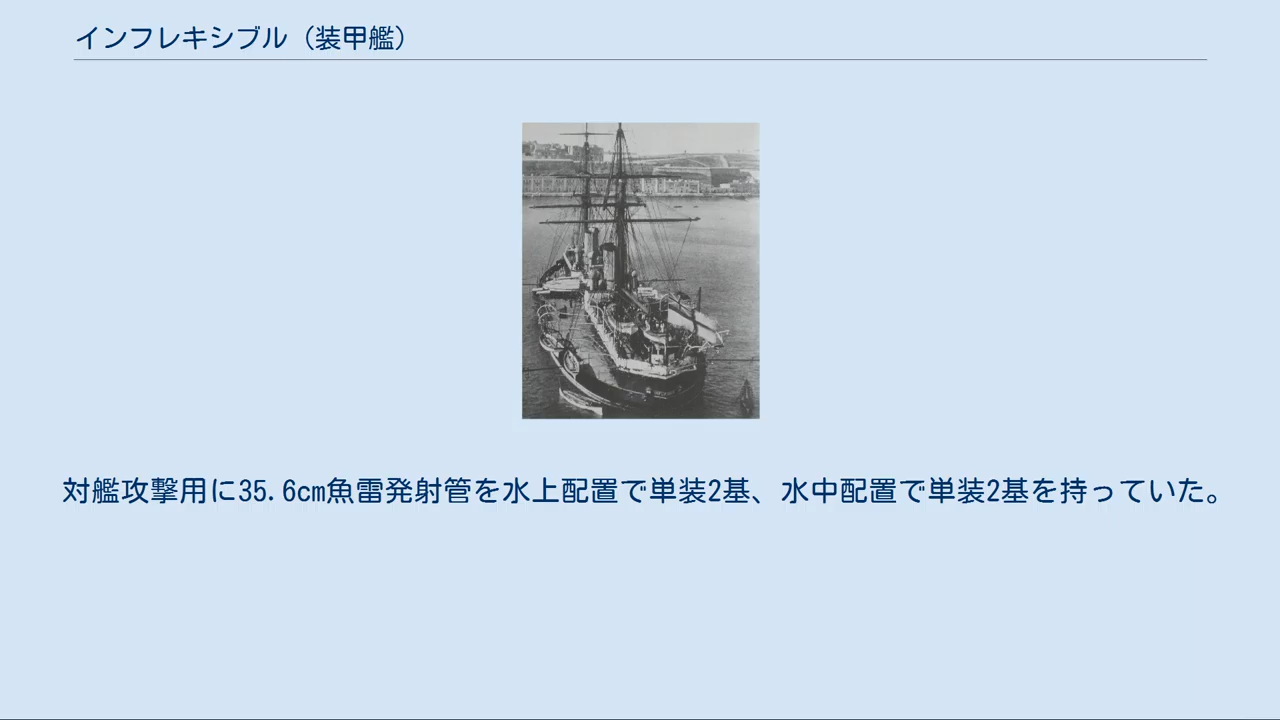 インフレキシブル（装甲艦）
対艦攻撃用に35.6cm魚雷発射管を水上配置で単装2基、水中配置で単装2基を持っていた。